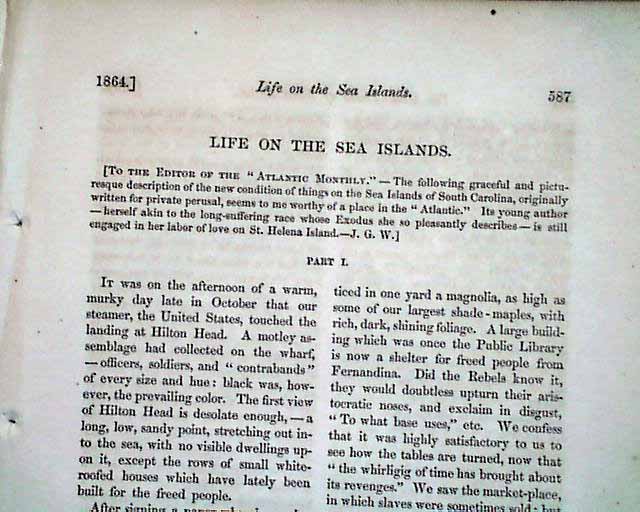 1864.] Life on the Sea Islands. 587
LIFE ON THE SEA ISLANDS.
[To the Editor of the "Atlantic Monthly."—The following graceful and pictu-
resque description of the new condition of things on the Sea Islands of South Carolina, originally
written for private perusal, seems to me worthy of a place in the "Atlantic." Its young author
—herself akin to the long-suffering race whose Exodus she so pleasantly describes—is still
engaged in her labor of love on St. Helena Island.—J. G. W.]
PART I.
It was on the afternoon of a warm,
murky day late in October that our
steamer, the United States, touched the
landing at Hilton Head. A motley as-
semblage had collected on the wharf,
—officers, soldiers, and "contrabands"
of every size and hue: black was, how-
ever, the prevailing color. The first view
of Hilton Head is desolate enough,—a
long, low, sandy point, stretching out in-
to the sea, with no visible dwellings up-
on it, except the rows of small white-
roofed houses which have lately been
built for the freed people.
After signing a paper
ticed in one yard a magnolia, as high as
some of our largest shade-maples, with
rich, dark, shining foliage. A large build-
ing which was once the Public Library
is now a shelter for freed people from
Fernandina. Did the Rebels know it,
they would doubtless upturn their aris-
tocratic noses, and exclaim in disgust,
"To what base uses," etc. We confess
that it was highly satisfactory to us to
see how the tables are turned, now that
"the whirligig of time has brought about
its revenges." We saw the market-place,
in which slaves were sometimes sold; but